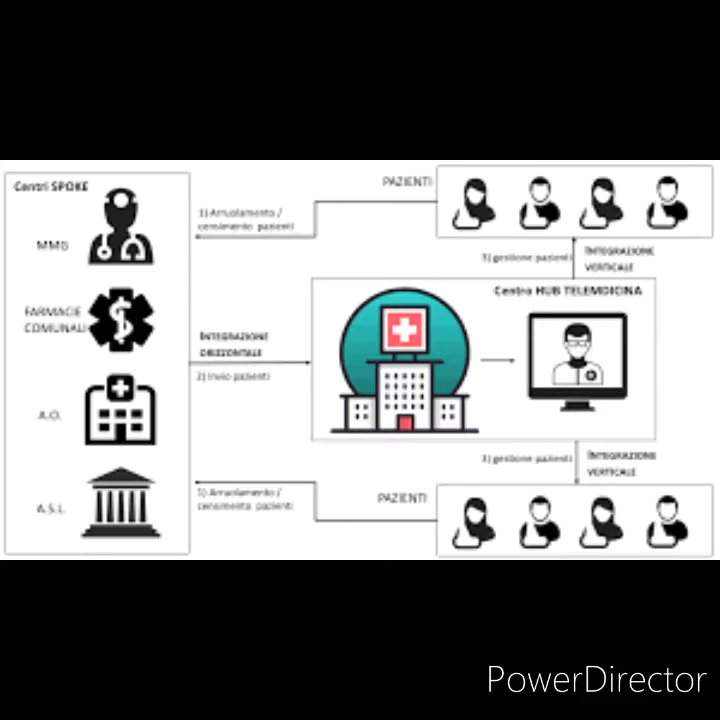 Centri SPOKE
MMG
FARMACIE
COMUNALI
A.O.
A.S.L.
PAZIENTI
1) Arruolamento /
censimento pazienti
INTEGRAZIONE
ORIZZONTALE
2) Invio pazienti
3) gestione pazienti
INTEGRAZIONE
VERTICALE
Centro HUB TELEMDICINA
3) gestione pazienti
INTEGRAZIONE
VERTICALE
1) Arruolamento /
censimento pazienti
PAZIENTI
PowerDirector